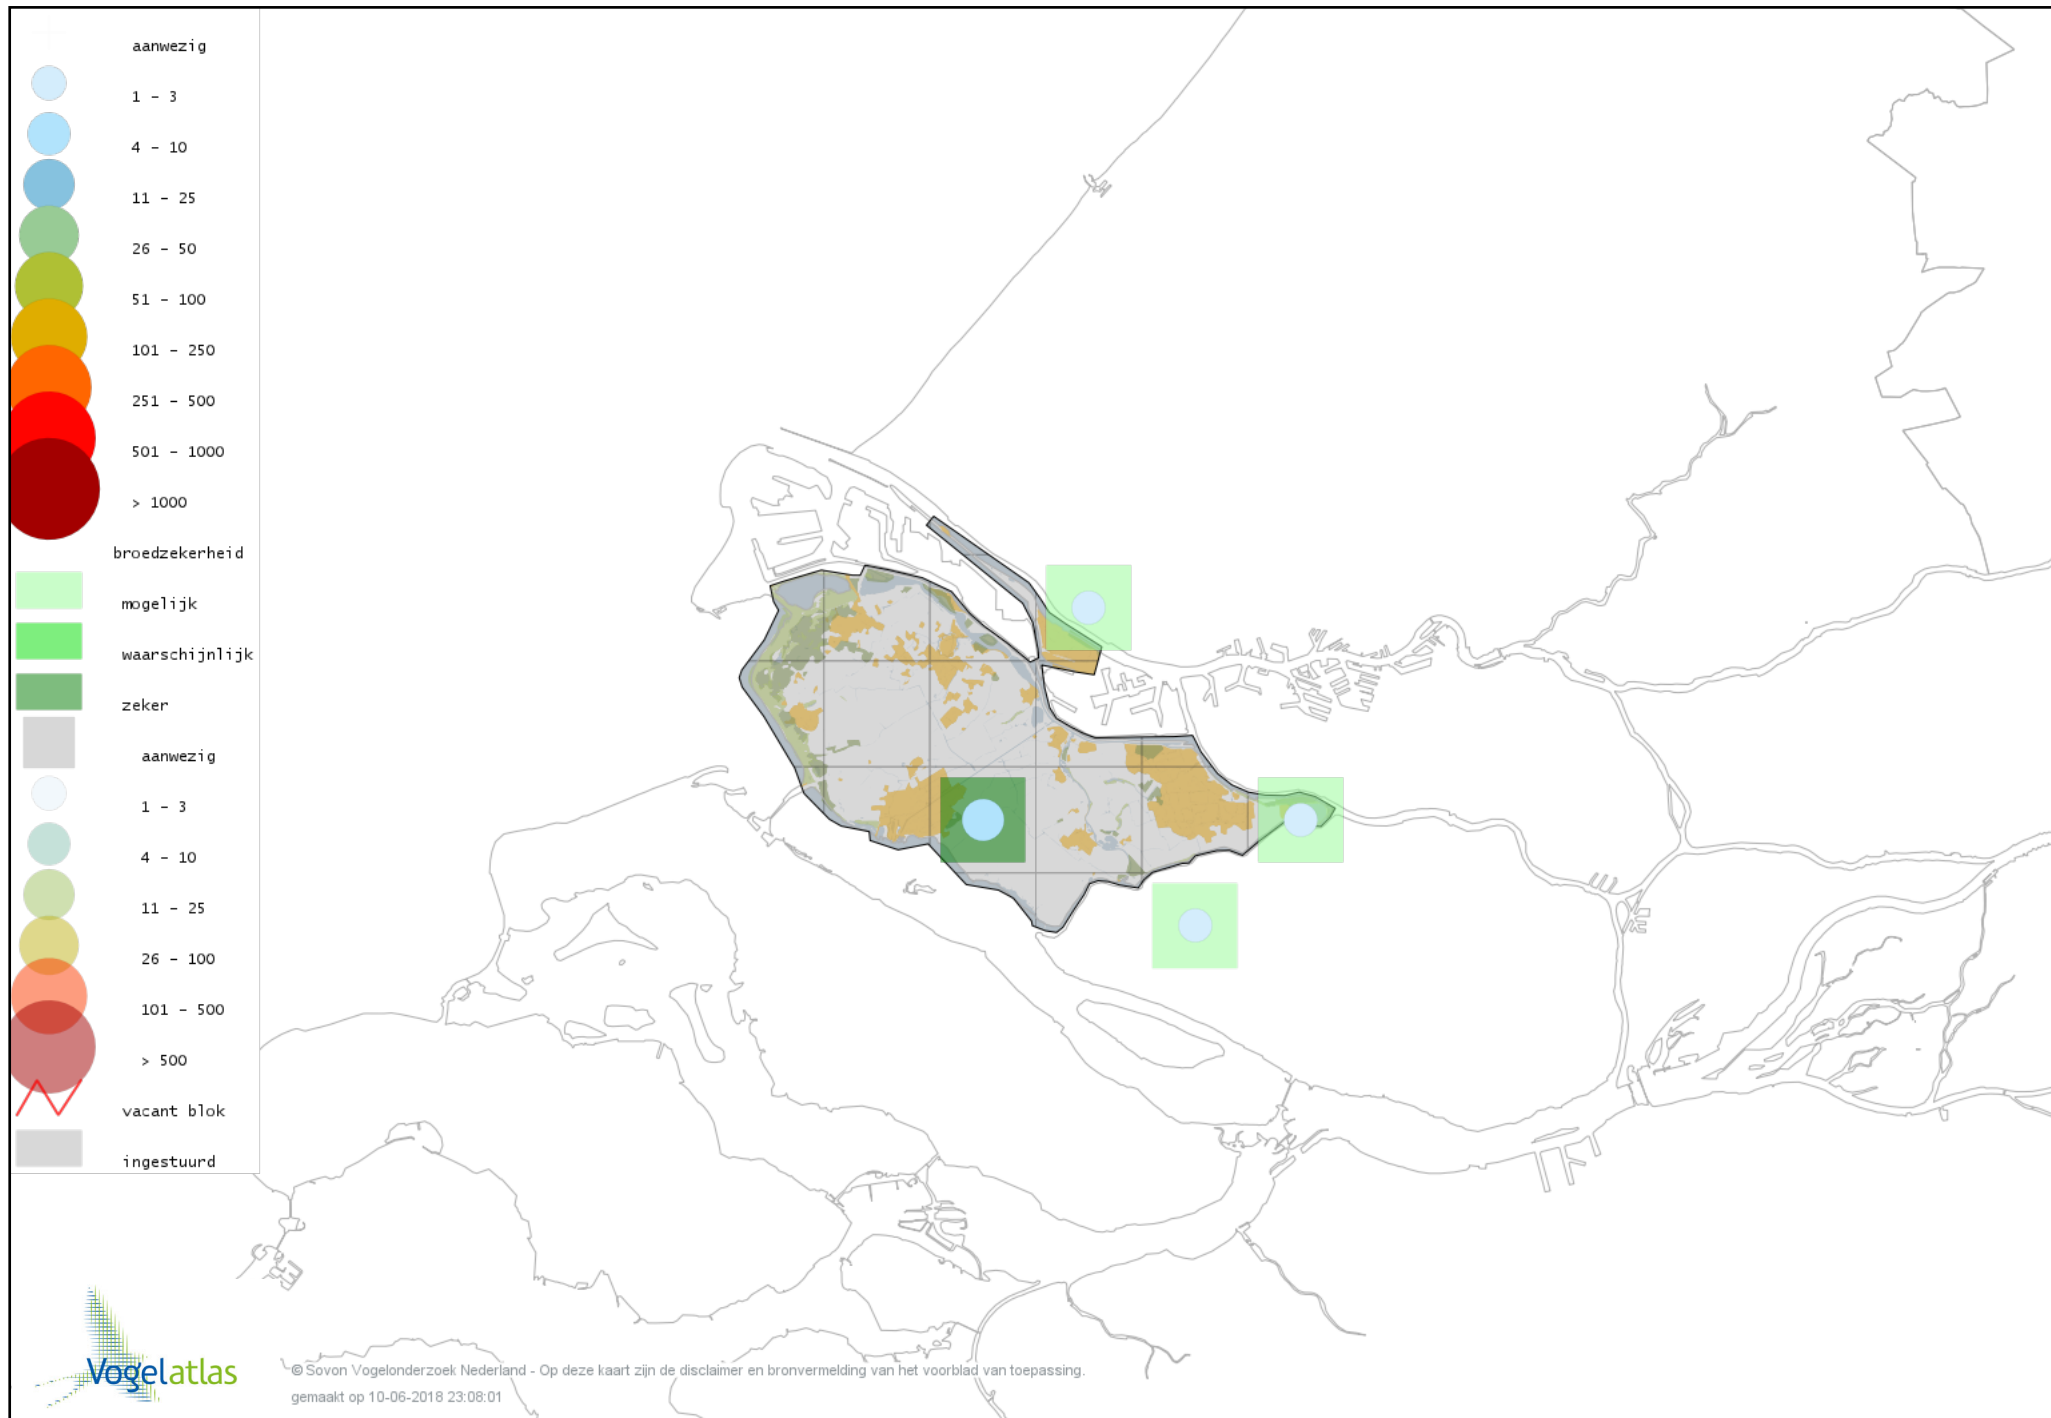 aanwezig
1 - 3
4 - 10
11 - 25
26 - 50
51 - 100
101 - 250
251 - 500
501 - 1000
> 1000
broedzekerheid
mogelijk
waarschijnlijk
zeker
aanwezig
1 - 3
4 - 10
11 - 25
26 - 100
101 - 500
> 500
vacant blok
ingestuurd
Vogelatlas
© Sovon Vogelonderzoek Nederland - Op deze kaart zijn de disclaimer en bronvermelding van het voorblad van toepassing.
gemaakt op 10-06-2018 23:08:01